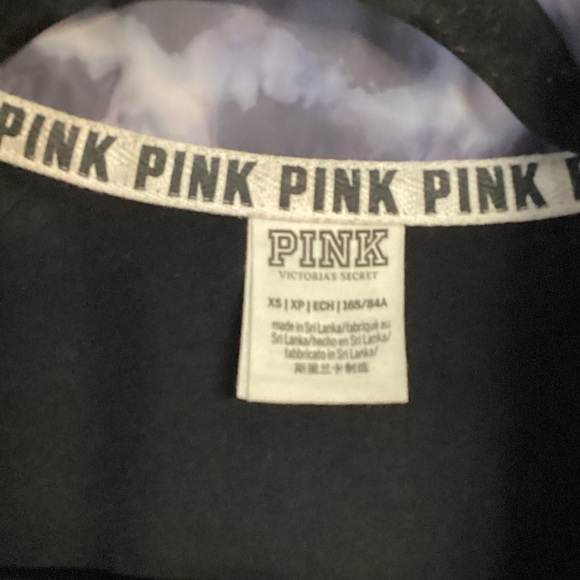 PINK PINK PINK PINK
PINK
VICTORIA'S SECRET
XS | XP | ECH | 165/84A
made in Sri Lanka/fabriqué au
Sri Lanka/hecho en Sri Lanka/
fabbricato in Sri Lanka/
斯里兰卡制造